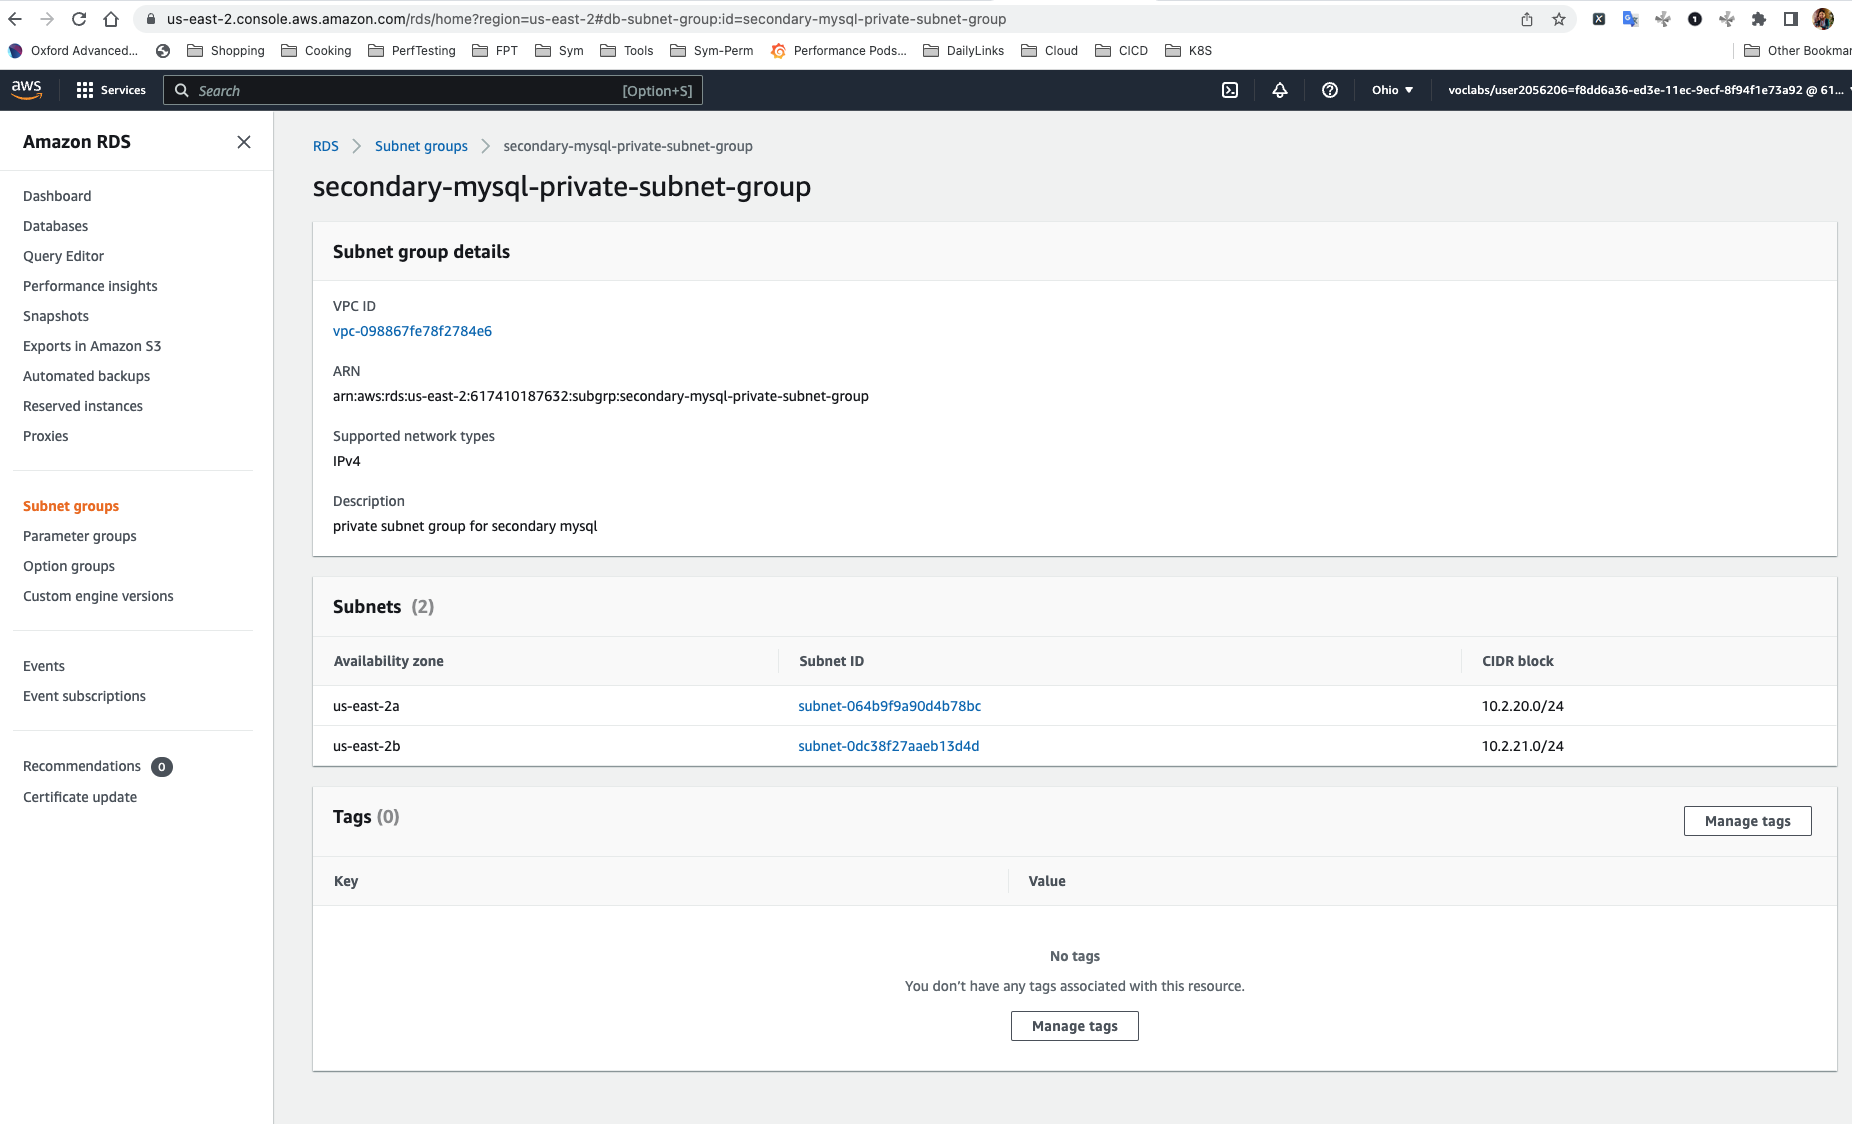 us-east-2.console.aws.amazon.com/rds/home?region=us-east-2#db-subnet-group:id=secondary-mysql-private-subnet-group
Oxford Advanced... Shopping Cooking PerfTesting FPT Sym Tools Sym-Perm Performance Pods... DailyLinks Cloud CICD K8S Other Bookmar
aws Services Search [Option+S] Ohio voclabs/user2056206=f8dd6a36-ed3e-11ec-9ecf-8f94f1e73a92 @ 61...
Amazon RDS
Dashboard
Databases
Query Editor
Performance insights
Snapshots
Exports in Amazon S3
Automated backups
Reserved instances
Proxies
Subnet groups
Parameter groups
Option groups
Custom engine versions
Events
Event subscriptions
Recommendations 0
Certificate update
RDS Subnet groups secondary-mysql-private-subnet-group
secondary-mysql-private-subnet-group
Subnet group details
VPC ID
vpc-098867fe78f2784e6
ARN
arn:aws:rds:us-east-2:617410187632:subgrp:secondary-mysql-private-subnet-group
Supported network types
IPv4
Description
private subnet group for secondary mysql
Subnets (2)
Availability zone Subnet ID CIDR block
us-east-2a subnet-064b9f9a90d4b78bc 10.2.20.0/24
us-east-2b subnet-0dc38f27aaeb13d4d 10.2.21.0/24
Tags (0)
Manage tags
Key Value
No tags
You don't have any tags associated with this resource.
Manage tags